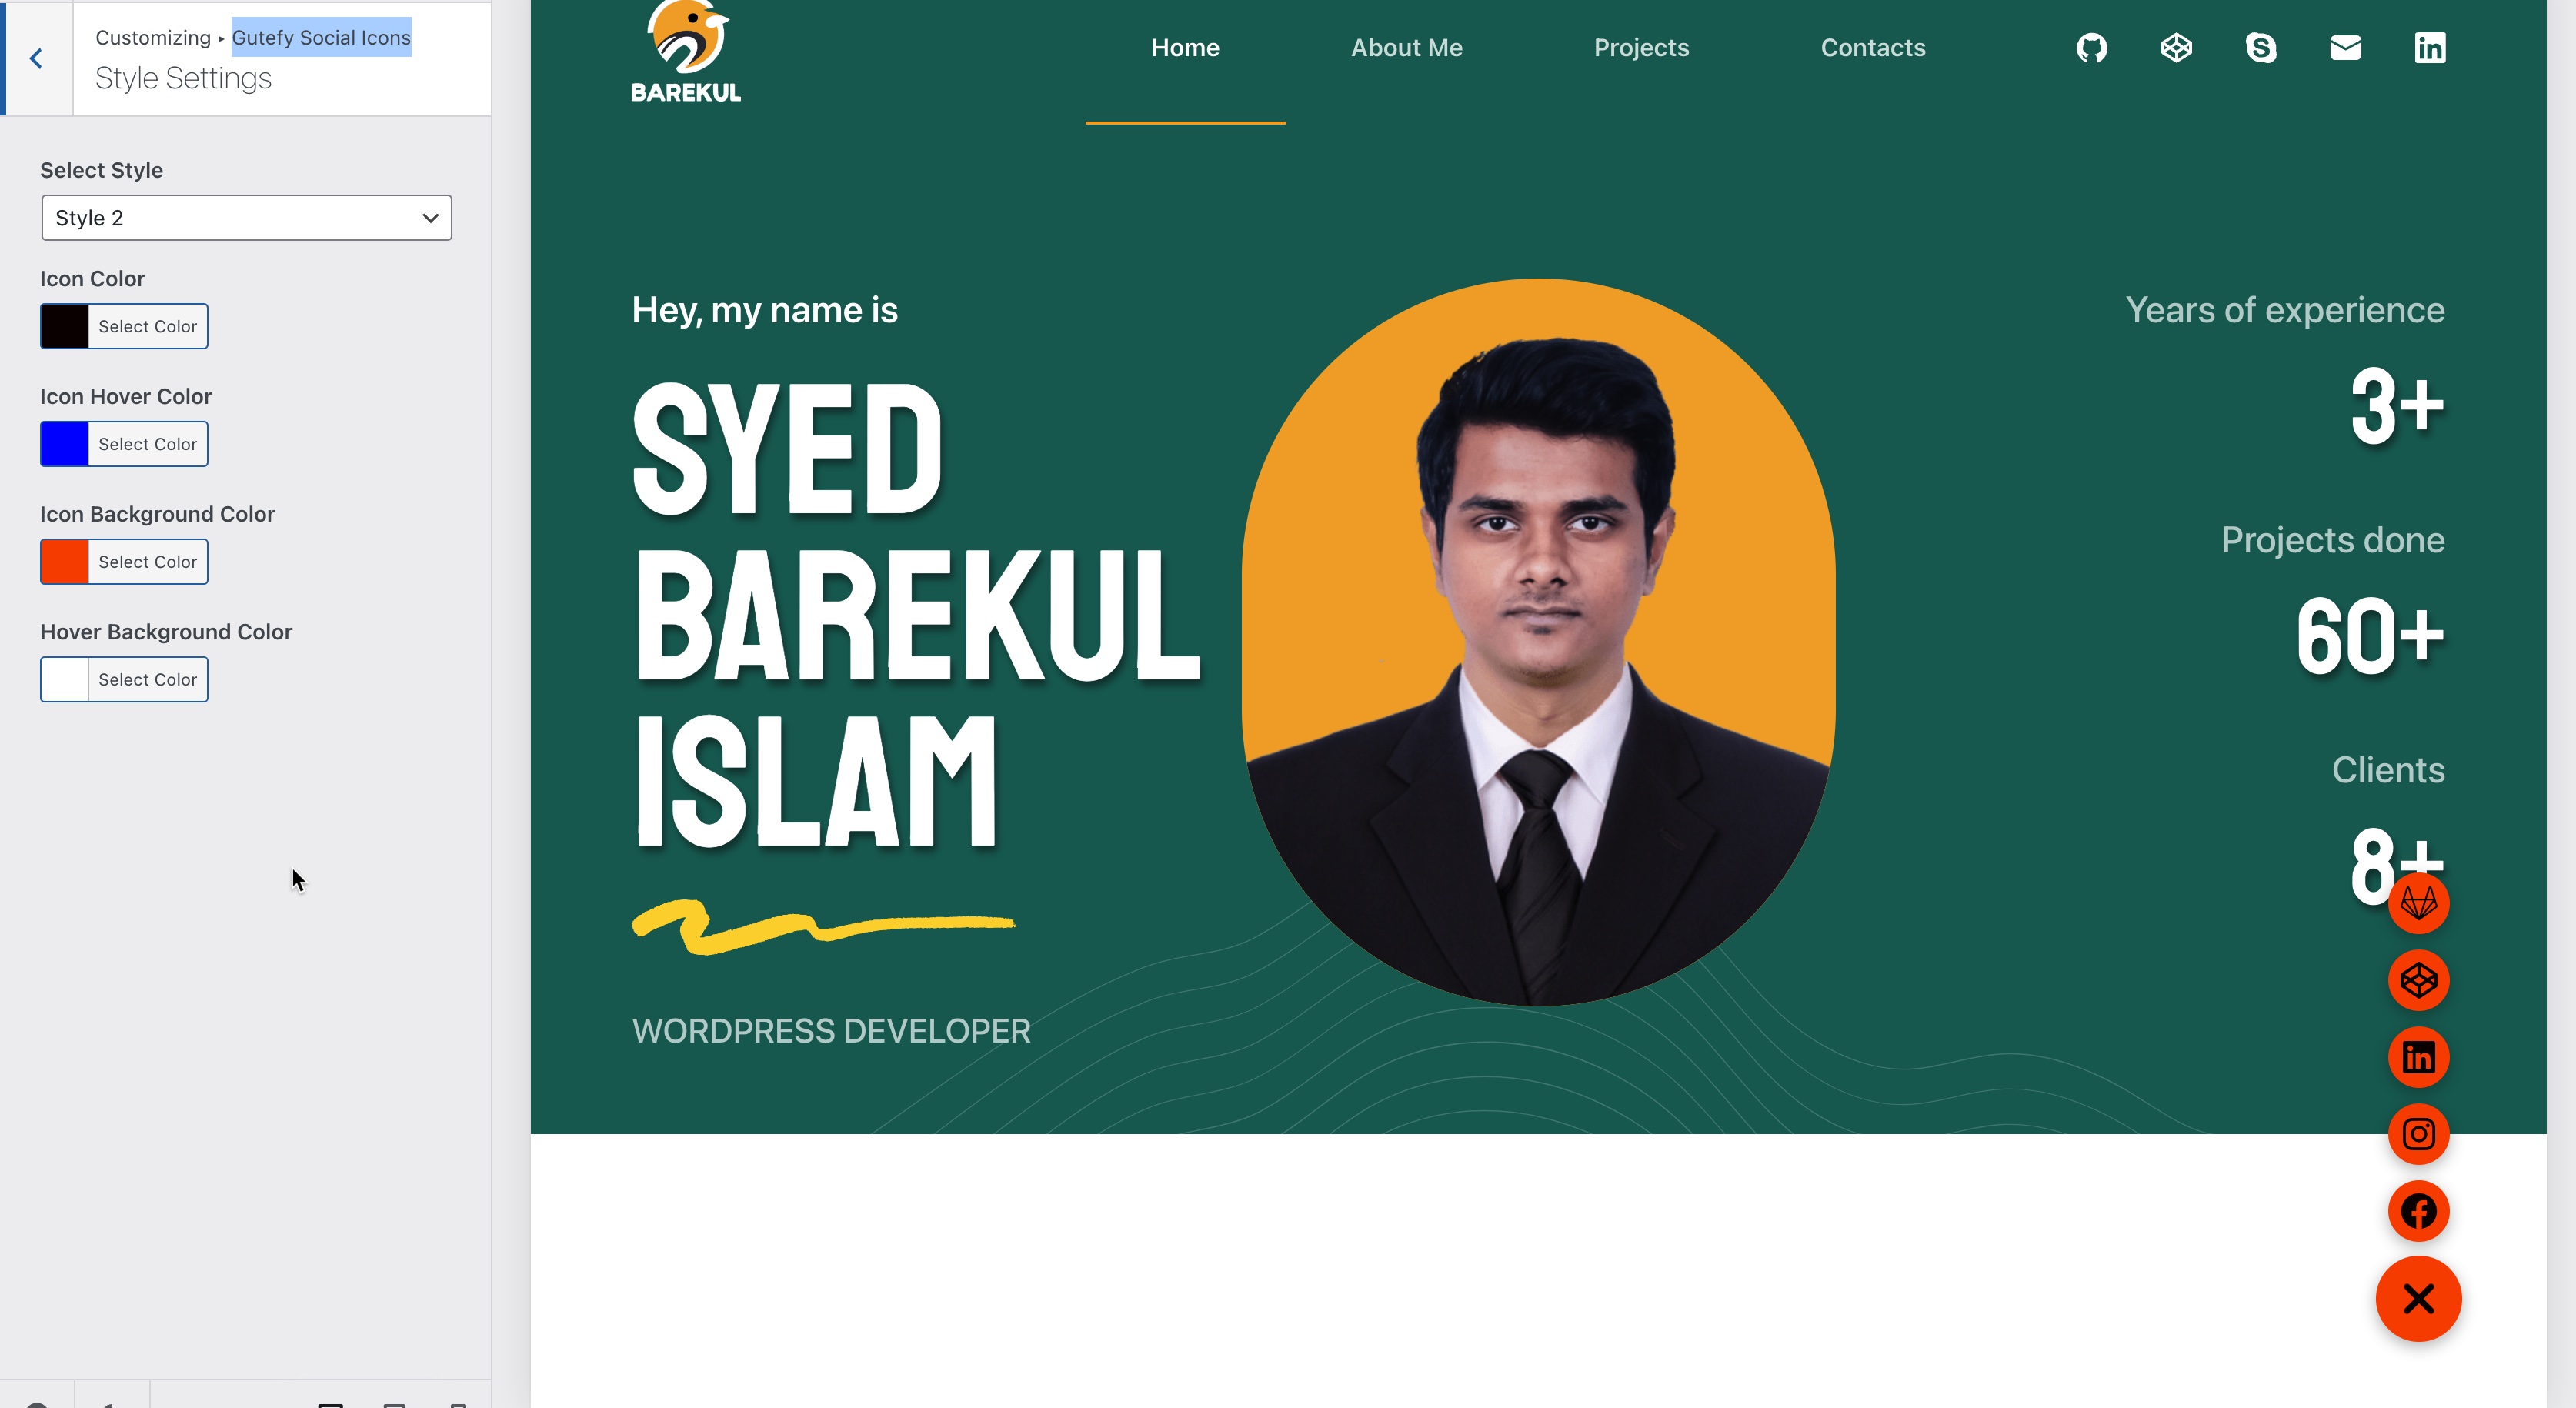 Customizing ▸ Gutefy Social Icons
Style Settings
Select Style
Style 2
Icon Color
Select Color
Icon Hover Color
Select Color
Icon Background Color
Select Color
Hover Background Color
Select Color
BAREKUL
Home About Me Projects Contacts
Hey, my name is
SYED
BAREKUL
ISLAM
WORDPRESS DEVELOPER
Years of experience
3+
Projects done
60+
Clients
8+